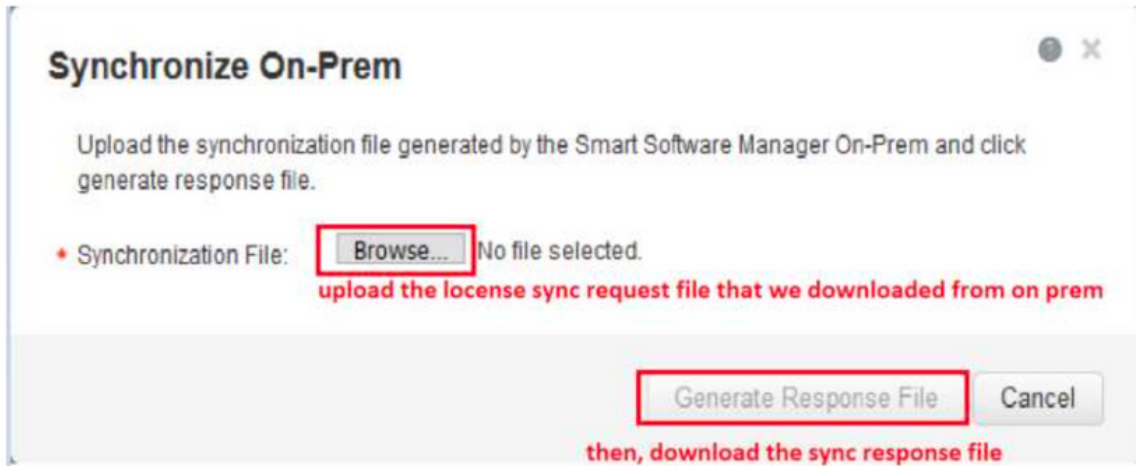 Synchronize On-Prem
Upload the synchronization file generated by the Smart Software Manager On-Prem and click
generate response file.
* Synchronization File: Browse... No file selected.
upload the locense sync request file that we downloaded from on prem
Generate Response File Cancel
then, download the sync response file